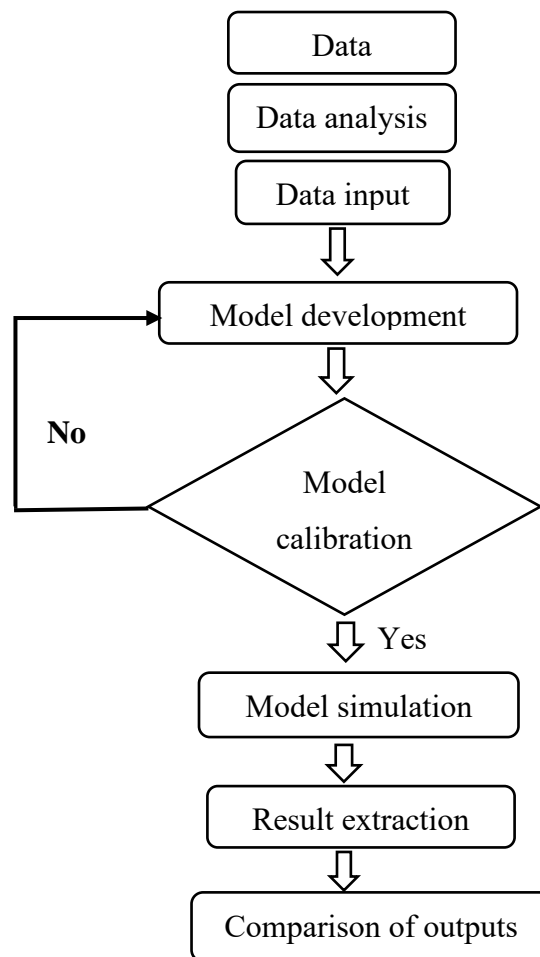 Data
Data analysis
Data input
Model development
No
Model
calibration
Yes
Model simulation
Result extraction
Comparison of outputs